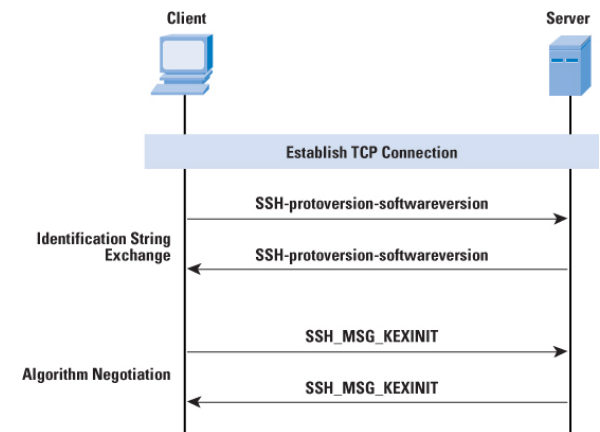 Client
Server
Establish TCP Connection
SSH-protoversion-softwareversion
Identification String
Exchange
SSH-protoversion-softwareversion
SSH_MSG_KEXINIT
Algorithm Negotiation
SSH_MSG_KEXINIT